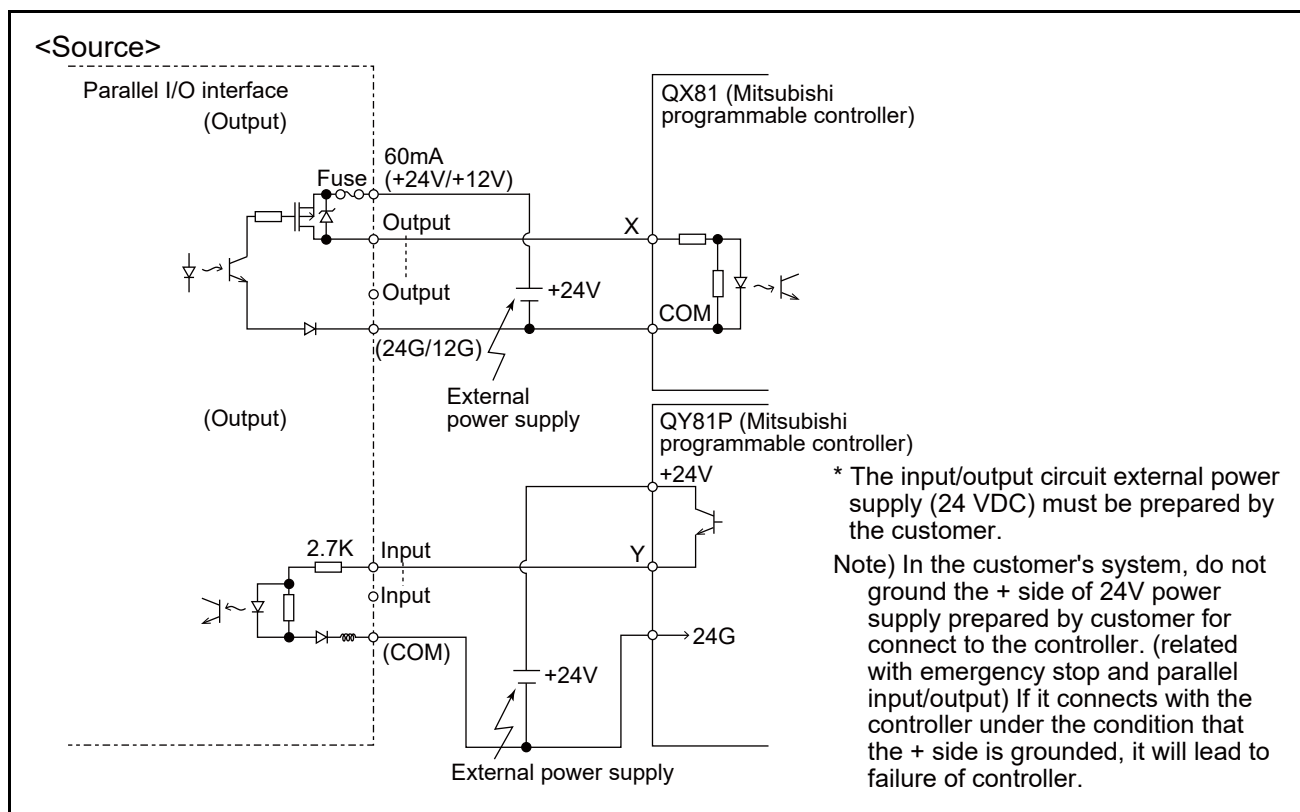 <Source>
Parallel I/O interface
(Output)
QX81 (Mitsubishi
programmable controller)
60mA
(+24V/+12V)
Fuse
Output
X
Output
+24V
COM
(24G/12G)
External
power supply
(Output)
QY81P (Mitsubishi
programmable controller)
+24V
2.7K
Input
Y
Input
(COM)
24G
+24V
External power supply
* The input/output circuit external power
supply (24 VDC) must be prepared by
the customer.
Note) In the customer's system, do not
ground the + side of 24V power
supply prepared by customer for
connect to the controller. (related
with emergency stop and parallel
input/output) If it connects with the
controller under the condition that
the + side is grounded, it will lead to
failure of controller.